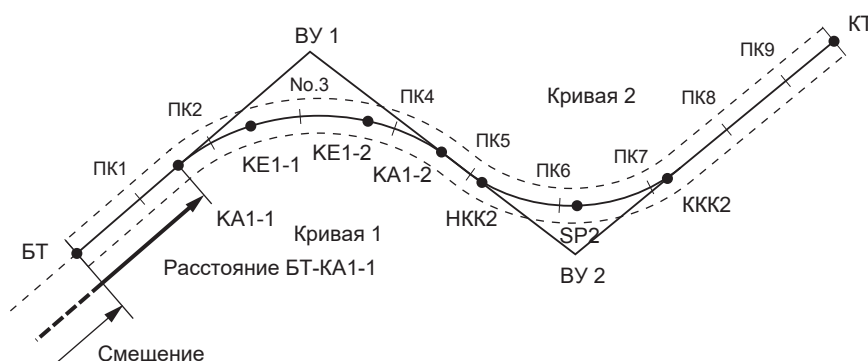 КТ
ВУ 1
ПК9
No.3
ПК2
ПК4
Кривая 2
ПК8
ПК5
КЕ1-1
КЕ1-2
ПК1
КА1-2
ПК6
ПК7
КА1-1
НКК2
ККК2
Кривая 1
SP2
БТ
Расстояние БТ-КА1-1
ВУ 2
Смещение